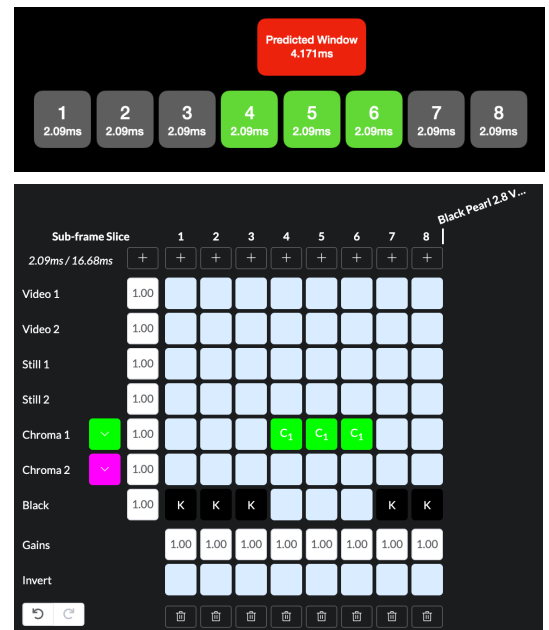 Predicted Window
4.171ms
1 2 3 4 5 6 7 8
2.09ms 2.09ms 2.09ms 2.09ms 2.09ms 2.09ms 2.09ms 2.09ms
Black Pearl 2.8 V...
Sub-frame Slice 1 2 3 4 5 6 7 8
2.09ms / 16.68ms + + + + + + + + +
Video 1 1.00
Video 2 1.00
Still 1 1.00
Still 2 1.00
Chroma 1 1.00 C1 C1 C1
Chroma 2 1.00
Black 1.00 K K K K K
Gains 1.00 1.00 1.00 1.00 1.00 1.00 1.00 1.00
Invert